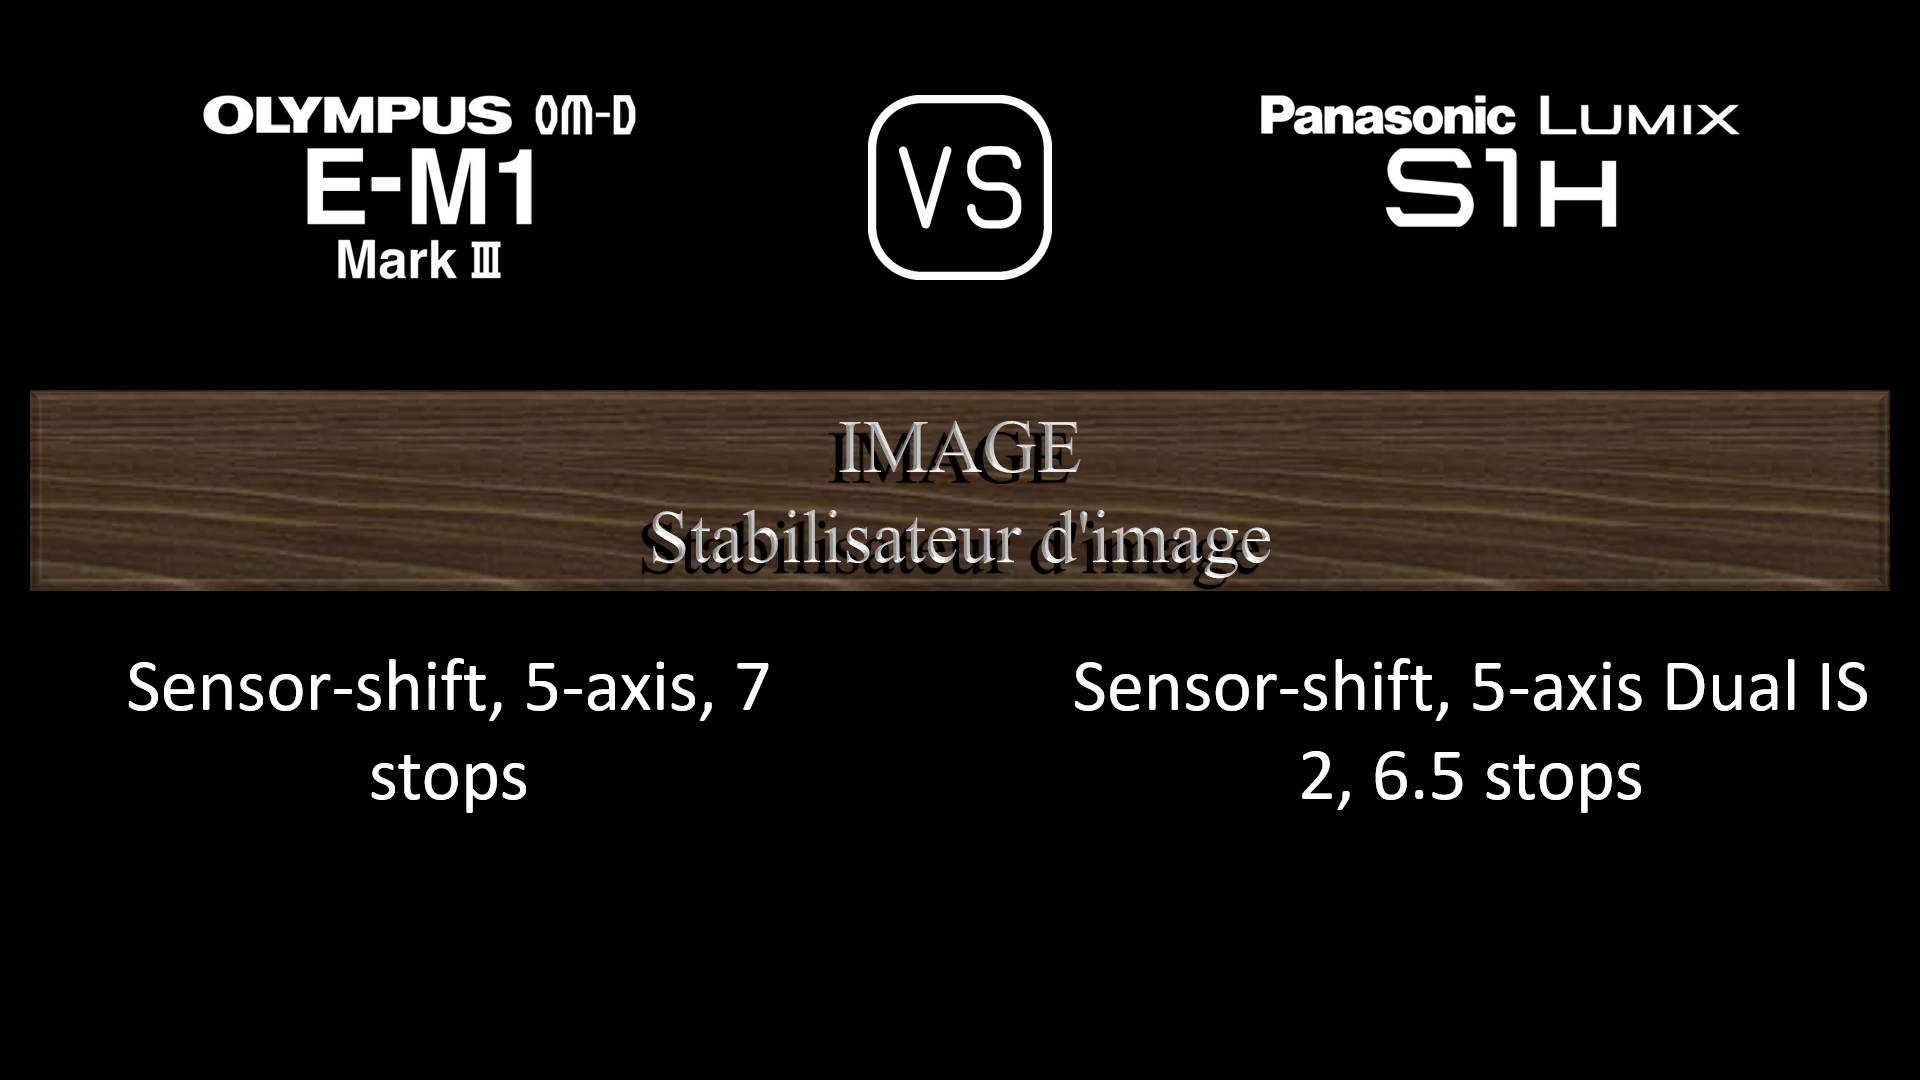 OLYMPUS OM-D
E-M1
Mark III
VS
Panasonic LUMIX
S1H
IMAGE
Stabilisateur d'image
Sensor-shift, 5-axis, 7
stops
Sensor-shift, 5-axis Dual IS
2, 6.5 stops